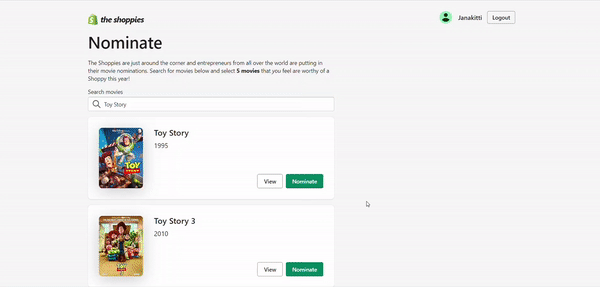 the shoppies
Janakitti
Logout
Nominate
The Shoppies are just around the corner and entrepreneurs from all over the world are putting in
their movie nominations. Search for movies below and select 5 movies that you feel are worthy of a
Shoppy this year!
Search movies
Toy Story
Toy Story
1995
TOY
View
Nominate
Toy Story 3
2010
TOY
View
Nominate